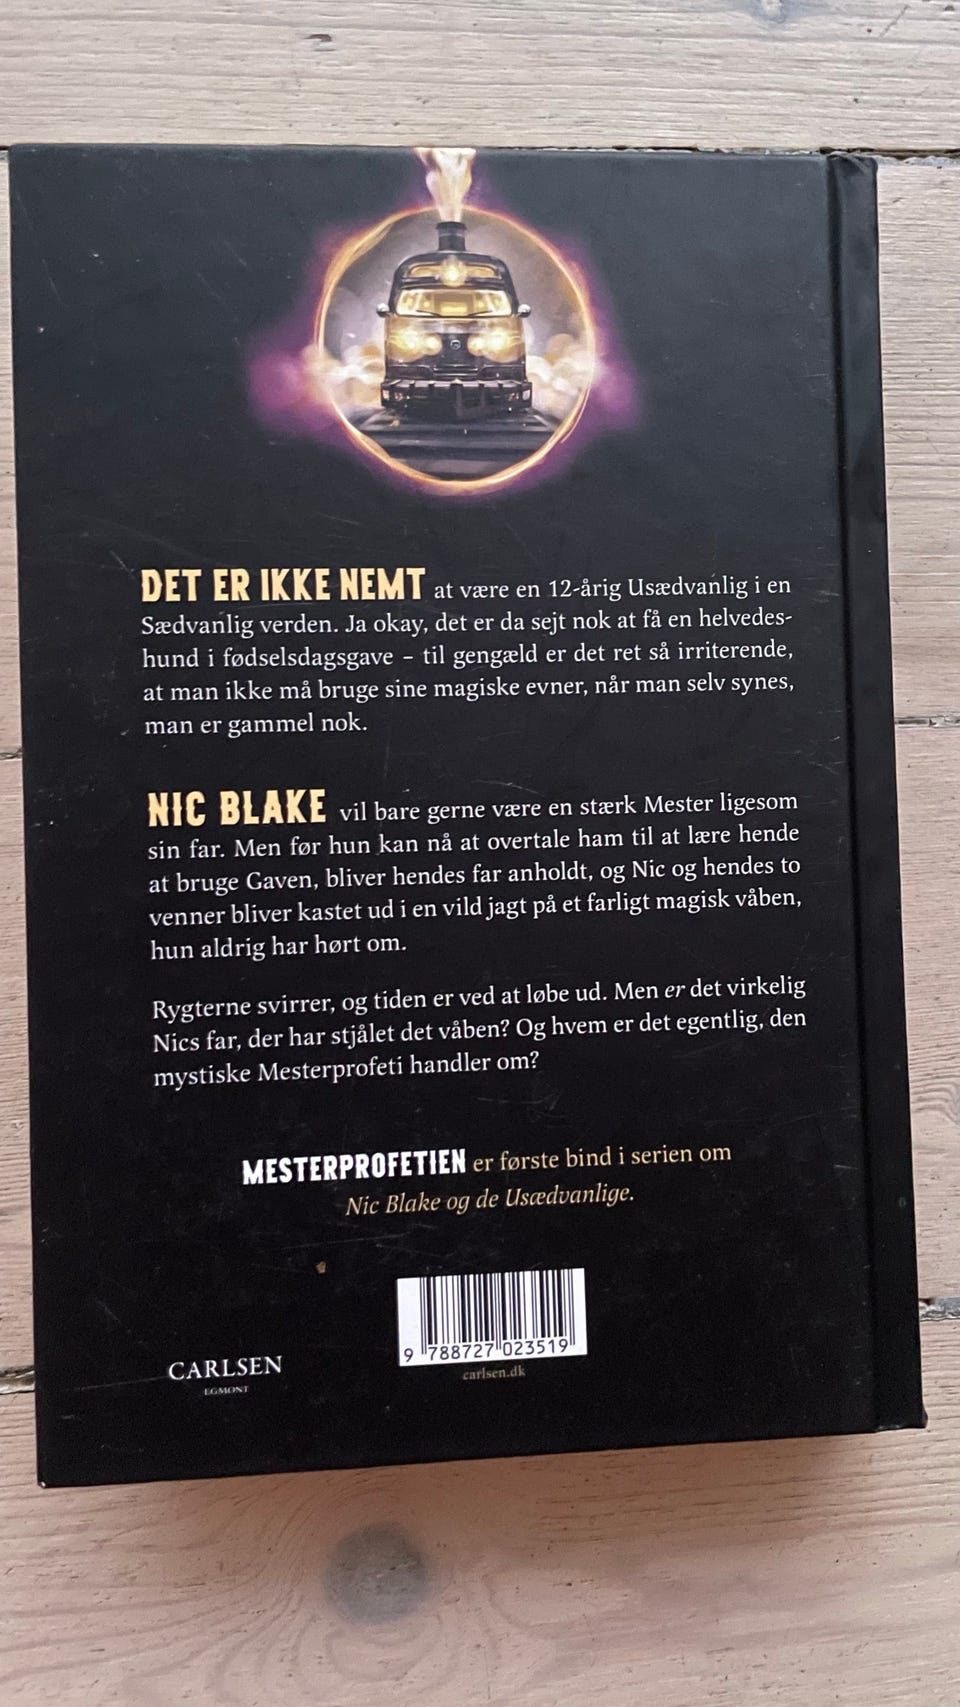 DET ER IKKE NEMT at være en 12-årig Usædvanlig i en
Sædvanlig verden. Ja okay, det er da sejt nok at få en helvedes-
hund i fødselsdagsgave – til gengæld er det ret så irriterende,
at man ikke må bruge sine magiske evner, når man selv synes,
man er gammel nok.
NIC BLAKE vil bare gerne være en stærk Mester ligesom
sin far. Men før hun kan nå at overtale ham til at lære hende
at bruge Gaven, bliver hendes far anholdt, og Nic og hendes to
venner bliver kastet ud i en vild jagt på et farligt magisk våben,
hun aldrig har hørt om.
Rygterne svirrer, og tiden er ved at løbe ud. Men er det virkelig
Nics far, der har stjålet det våben? Og hvem er det egentlig, den
mystiske Mesterprofeti handler om?
MESTERPROFETIEN er første bind i serien om
Nic Blake og de Usædvanlige.
9 788727 023519
carlsen.dk
CARLSEN
EGMONT